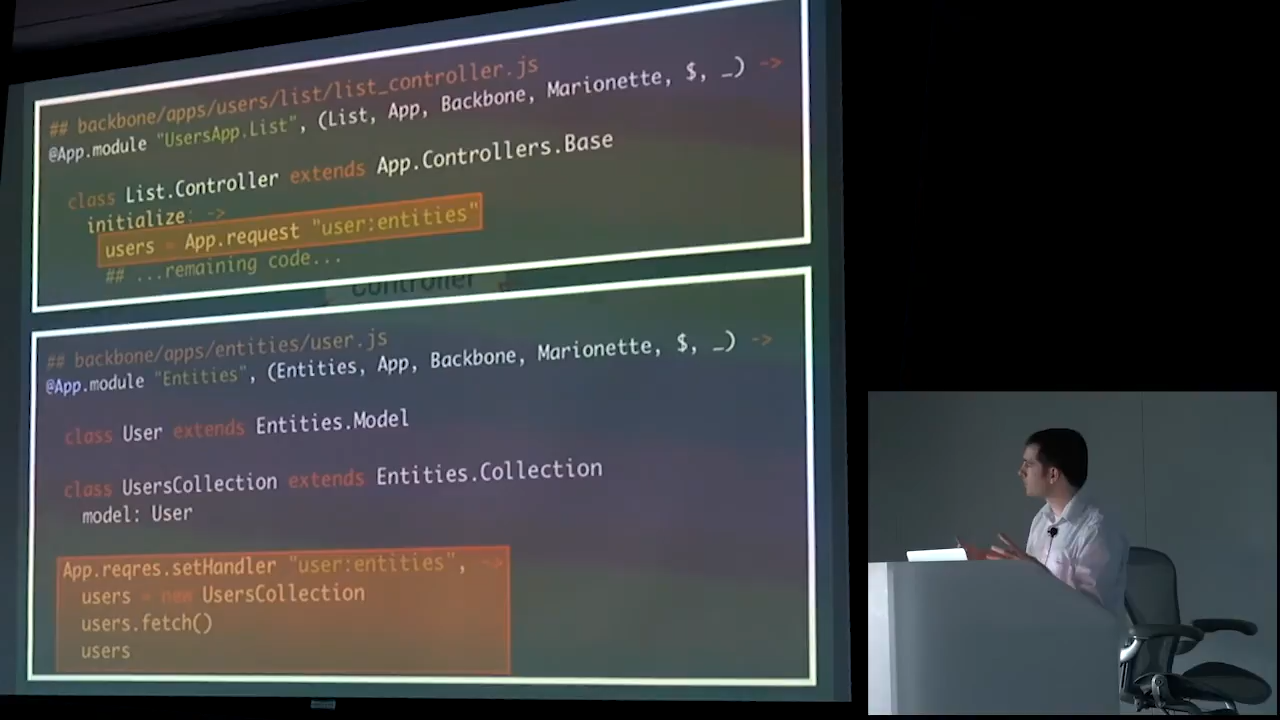 ## backbone/apps/users/list/list_controller.js
@App.module "UsersApp.List", (List, App, Backbone, Marionette, $, _) ->
class List.Controller extends App.Controllers.Base
initialize: ->
users = App.request "user:entities"
## ...remaining code...
Controller
## backbone/apps/entities/user.js
@App.module "Entities", (Entities, App, Backbone, Marionette, $, _) ->
class User extends Entities.Model
class UsersCollection extends Entities.Collection
model: User
App.reqres.setHandler "user:entities", ->
users = new UsersCollection
users.fetch()
users